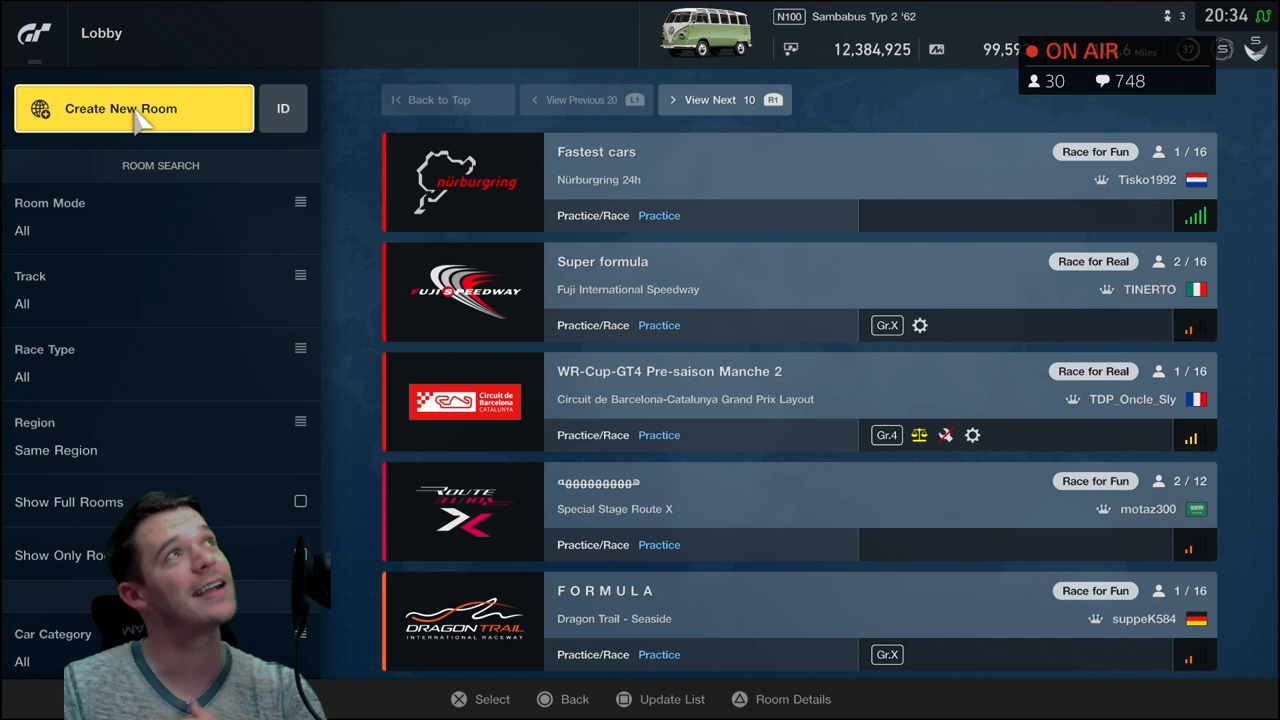 Lobby
N100 Sambabus Typ 2 '62
3
20:34
12,384,925
ON AIR
Miles
37
S
S
30 748
Create New Room
ID
Back to Top
View Previous 20 L1
View Next 10 R1
ROOM SEARCH
Room Mode
All
Track
All
Race Type
All
Region
Same Region
Show Full Rooms
Car Category
All
nürburgring
Fastest cars
Race for Fun 1 / 16
Nürburgring 24h
Tisko1992
Practice/Race Practice
FUJI SPEEDWAY
Super formula
Race for Real 2 / 16
Fuji International Speedway
TINERTO
Practice/Race Practice
Gr.X
Circuit de
Barcelona
CATALUNYA
WR-Cup-GT4 Pre-saison Manche 2
Race for Real 1 / 16
Circuit de Barcelona-Catalunya Grand Prix Layout
TDP_Oncle_Sly
Practice/Race Practice
Gr.4
ROUTE
X
Race for Fun 2 / 12
Special Stage Route X
motaz300
Practice/Race Practice
DRAGON TRAIL
INTERNATIONAL RACEWAY
F O R M U L A
Race for Fun 1 / 16
Dragon Trail - Seaside
suppeK584
Practice/Race Practice
Gr.X
Select Back Update List Room Details